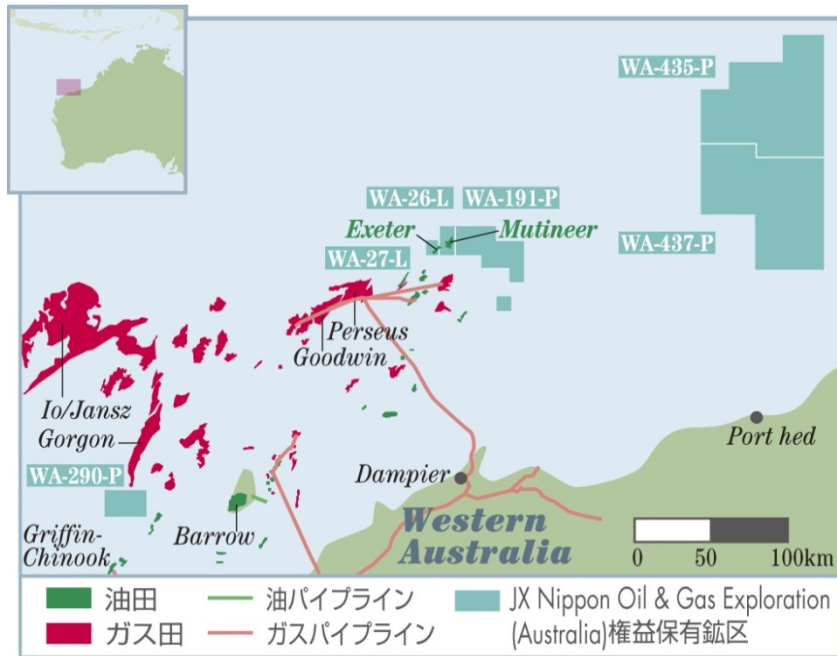 WA-435-P
WA-26-L
WA-191-P
Exeter
Mutineer
WA-27-L
WA-437-P
Perseus
Goodwin
Io/Jansz
Gorgon
WA-290-P
Port hed
Dampier
Griffin-
Chinook
Barrow
Western
Australia
0 50 100km
油田 油パイプライン JX Nippon Oil & Gas Exploration
ガス田 ガスパイプライン (Australia)権益保有鉱区